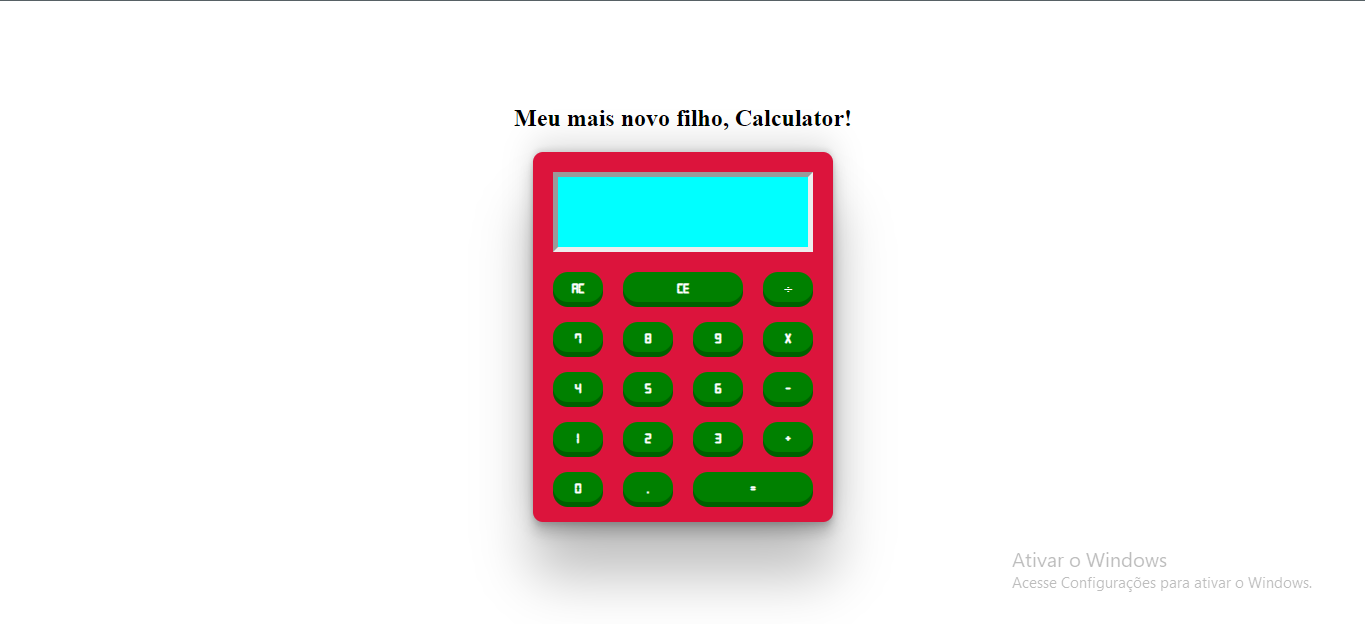 Meu mais novo filho, Calculator!
AC CE ÷
7 8 9 X
4 5 6 -
1 2 3 +
0 . =
Ativar o Windows
Acesse Configurações para ativar o Windows.